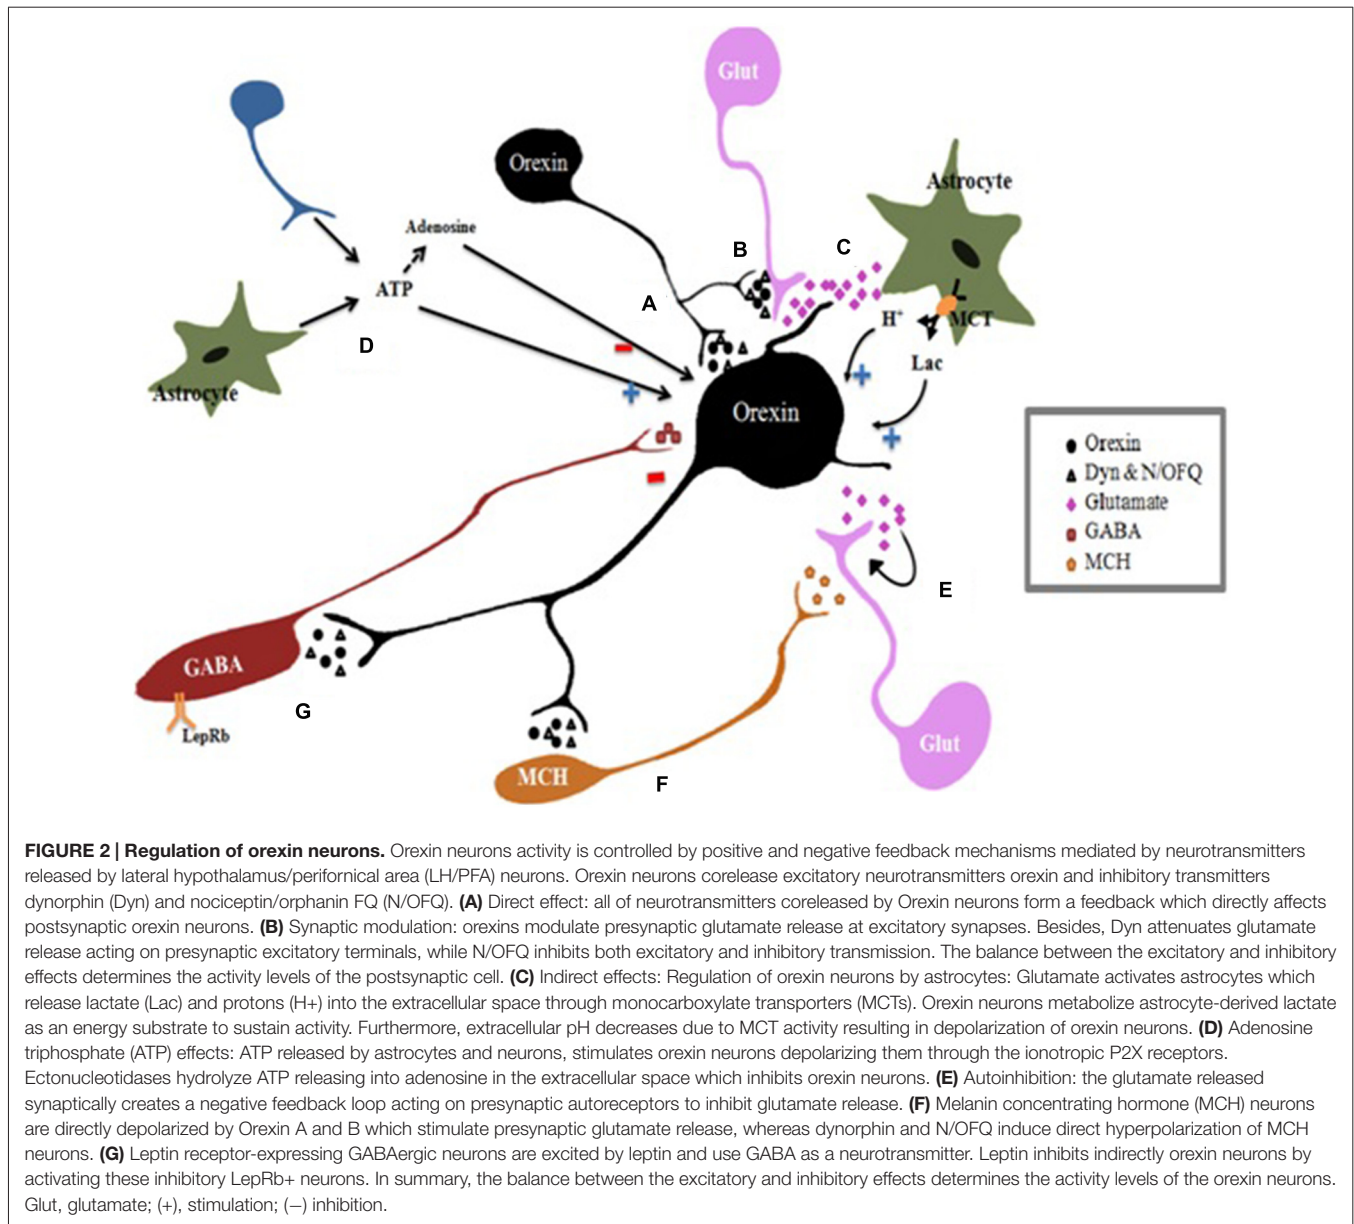 Glut
Orexin
Astrocyte
Adenosine
B
C
ATP
A
H+
MCT
D
Lac
Astrocyte
Orexin
Orexin
Dyn & N/OFQ
Glutamate
GABA
MCH
E
GABA
G
LepRb
Glut
MCH
F
FIGURE 2 | Regulation of orexin neurons. Orexin neurons activity is controlled by positive and negative feedback mechanisms mediated by neurotransmitters
released by lateral hypothalamus/perifornical area (LH/PFA) neurons. Orexin neurons corelease excitatory neurotransmitters orexin and inhibitory transmitters
dynorphin (Dyn) and nociceptin/orphanin FQ (N/OFQ). (A) Direct effect: all of neurotransmitters coreleased by Orexin neurons form a feedback which directly affects
postsynaptic orexin neurons. (B) Synaptic modulation: orexins modulate presynaptic glutamate release at excitatory synapses. Besides, Dyn attenuates glutamate
release acting on presynaptic excitatory terminals, while N/OFQ inhibits both excitatory and inhibitory transmission. The balance between the excitatory and inhibitory
effects determines the activity levels of the postsynaptic cell. (C) Indirect effects: Regulation of orexin neurons by astrocytes: Glutamate activates astrocytes which
release lactate (Lac) and protons (H+) into the extracellular space through monocarboxylate transporters (MCTs). Orexin neurons metabolize astrocyte-derived lactate
as an energy substrate to sustain activity. Furthermore, extracellular pH decreases due to MCT activity resulting in depolarization of orexin neurons. (D) Adenosine
triphosphate (ATP) effects: ATP released by astrocytes and neurons, stimulates orexin neurons depolarizing them through the ionotropic P2X receptors.
Ectonucleotidases hydrolyze ATP releasing into adenosine in the extracellular space which inhibits orexin neurons. (E) Autoinhibition: the glutamate released
synaptically creates a negative feedback loop acting on presynaptic autoreceptors to inhibit glutamate release. (F) Melanin concentrating hormone (MCH) neurons
are directly depolarized by Orexin A and B which stimulate presynaptic glutamate release, whereas dynorphin and N/OFQ induce direct hyperpolarization of MCH
neurons. (G) Leptin receptor-expressing GABAergic neurons are excited by leptin and use GABA as a neurotransmitter. Leptin inhibits indirectly orexin neurons by
activating these inhibitory LepRb+ neurons. In summary, the balance between the excitatory and inhibitory effects determines the activity levels of the orexin neurons.
Glut, glutamate; (+), stimulation; (−) inhibition.